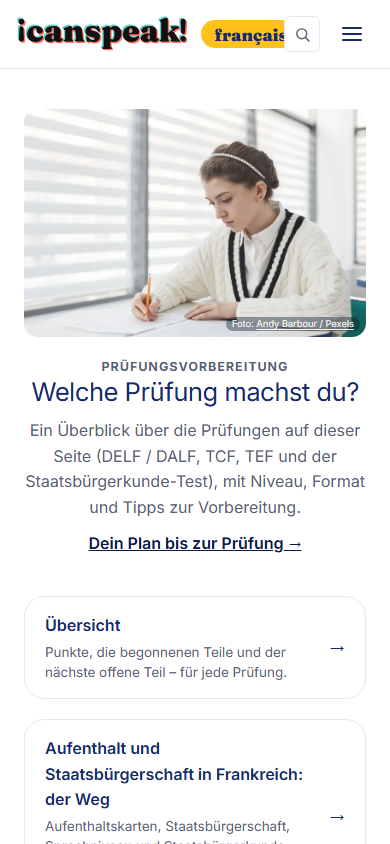 icanspeak!
français
Foto: Andy Barbour / Pexels
PRÜFUNGSVORBEREITUNG
Welche Prüfung machst du?
Ein Überblick über die Prüfungen auf dieser
Seite (DELF / DALF, TCF, TEF und der
Staatsbürgerkunde-Test), mit Niveau, Format
und Tipps zur Vorbereitung.
Dein Plan bis zur Prüfung →
Übersicht
Punkte, die begonnenen Teile und der
nächste offene Teil – für jede Prüfung.
→
Aufenthalt und
Staatsbürgerschaft in Frankreich:
der Weg
→
Aufenthaltskarten, Staatsbürgerschaft,